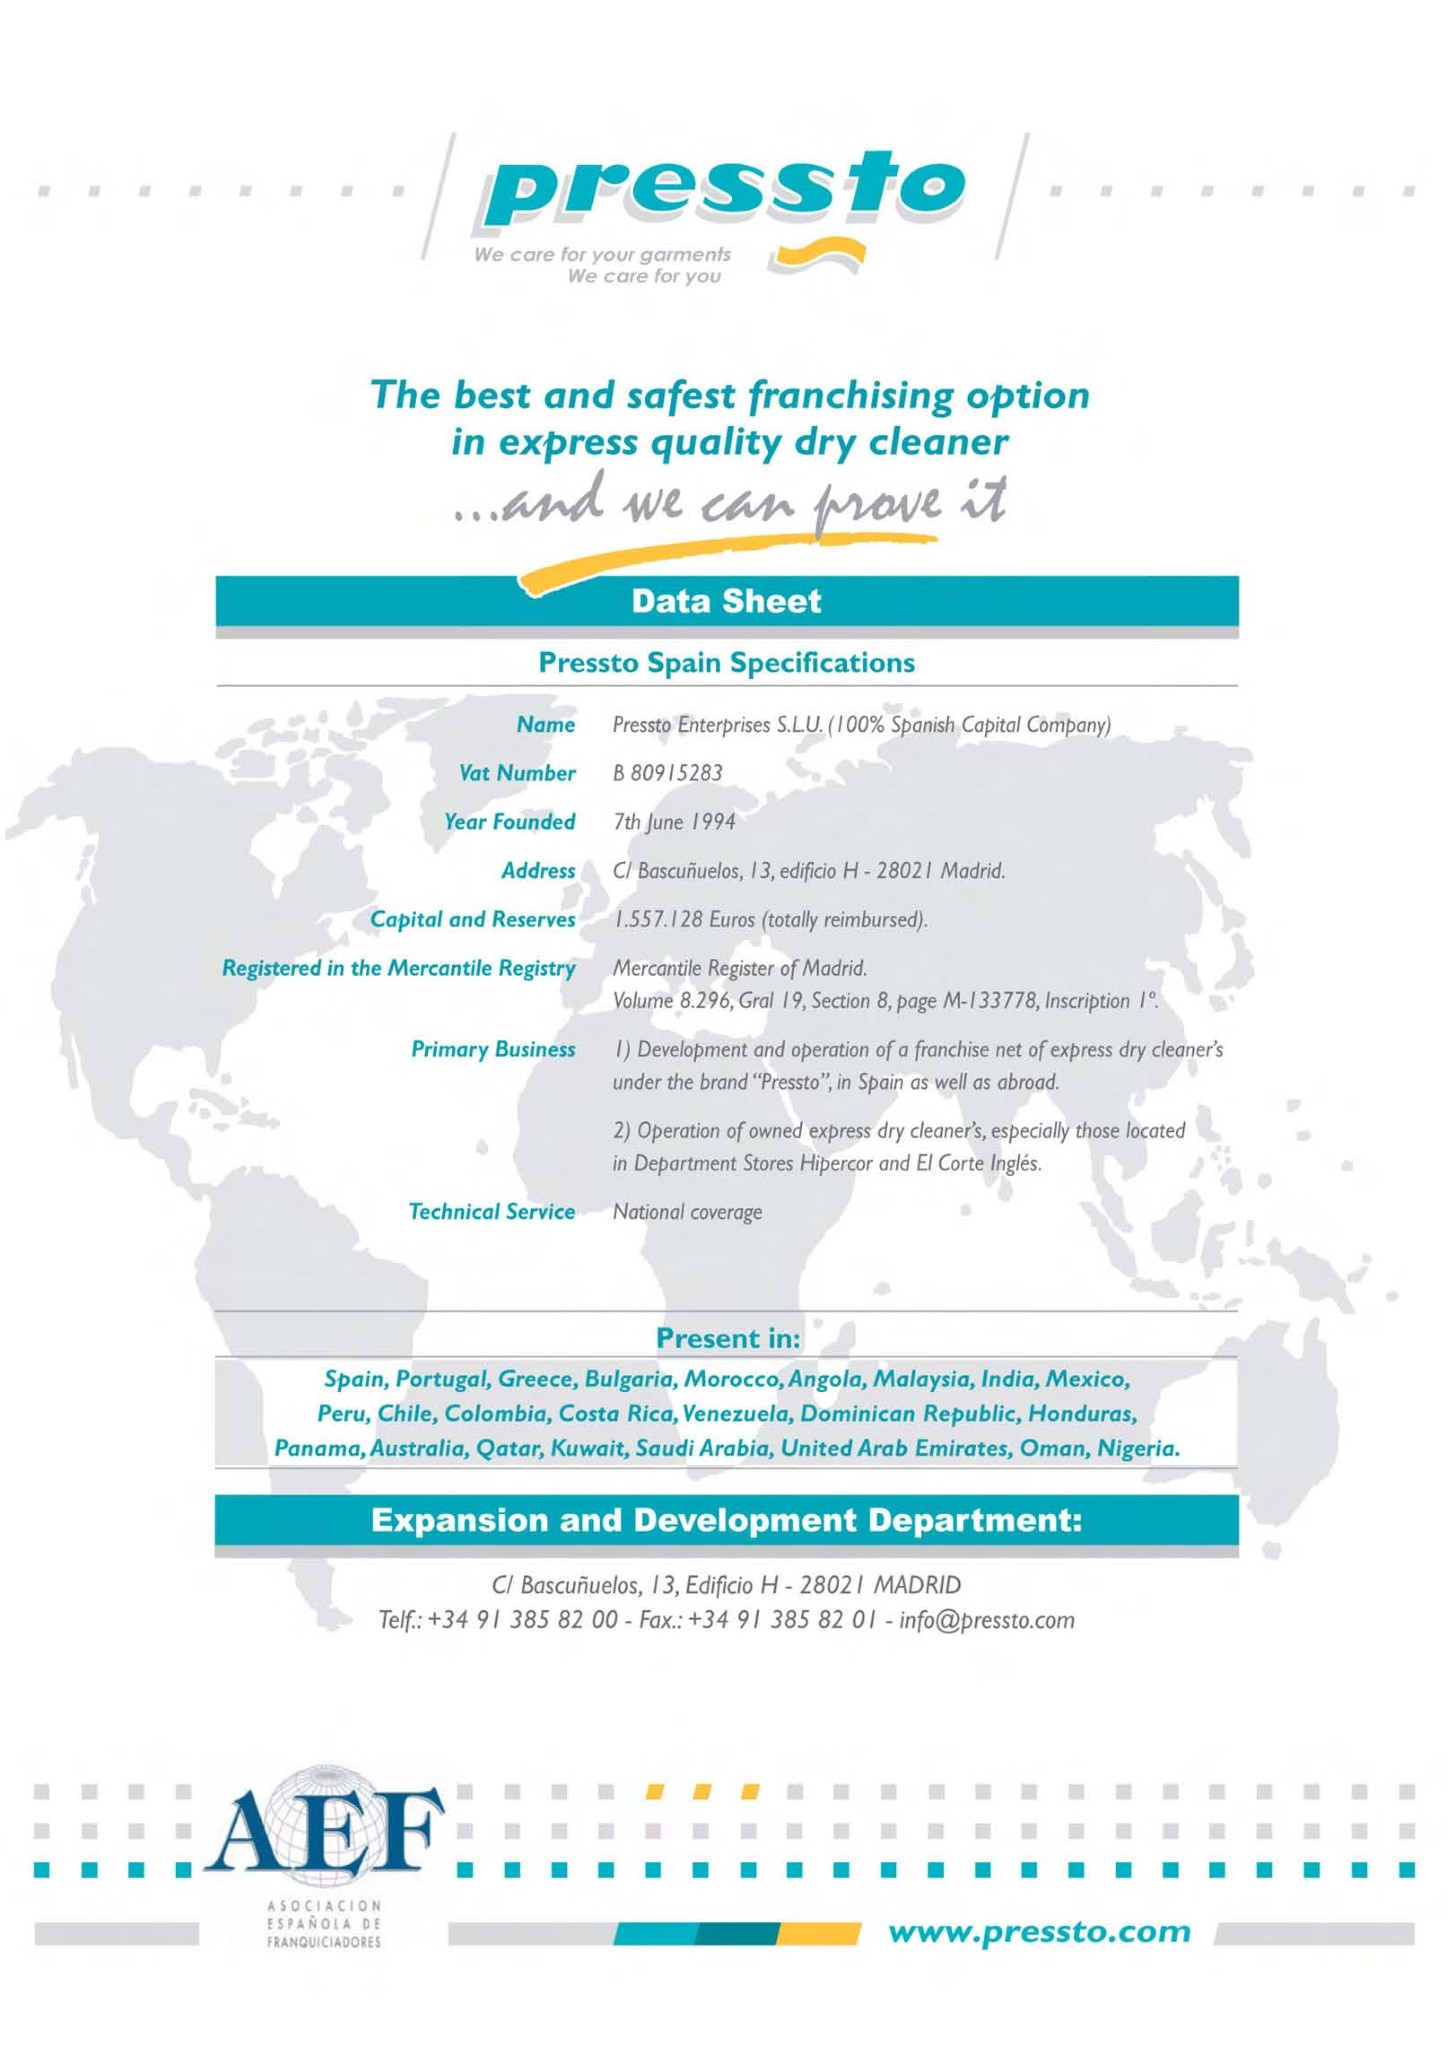 pressto
We care for your garments
We care for you
The best and safest franchising option
in express quality dry cleaner
...and we can prove it
Data Sheet
Pressto Spain Specifications
Name Pressto Enterprises S.L.U. (100% Spanish Capital Company)
Vat Number B 80915283
Year Founded 7th June 1994
Address C/ Bascuñuelos, 13, edificio H - 28021 Madrid.
Capital and Reserves 1.557.128 Euros (totally reimbursed).
Registered in the Mercantile Registry Mercantile Register of Madrid.
Volume 8.296, Gral 19, Section 8, page M-133778, Inscription 1º.
Primary Business 1) Development and operation of a franchise net of express dry cleaner's
under the brand "Pressto", in Spain as well as abroad.
2) Operation of owned express dry cleaner's, especially those located
in Department Stores Hipercor and El Corte Inglés.
Technical Service National coverage
Present in:
Spain, Portugal, Greece, Bulgaria, Morocco, Angola, Malaysia, India, Mexico,
Peru, Chile, Colombia, Costa Rica, Venezuela, Dominican Republic, Honduras,
Panama, Australia, Qatar, Kuwait, Saudi Arabia, United Arab Emirates, Oman, Nigeria.
Expansion and Development Department:
C/ Bascuñuelos, 13, Edificio H - 28021 MADRID
Telf.: +34 91 385 82 00 - Fax.: +34 91 385 82 01 - info@pressto.com
AEF
ASOCIACION
ESPAÑOLA DE
FRANQUICIADORES
www.pressto.com